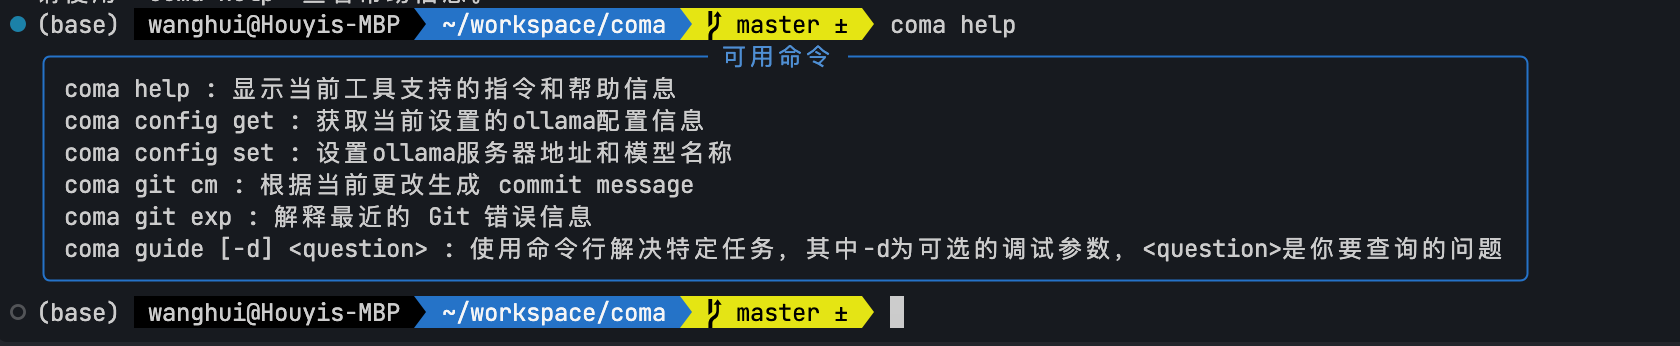 coma help
(base) wanghui@Houyis-MBP ~/workspace/coma master ± coma help
可用命令
coma help : 显示当前工具支持的指令和帮助信息
coma config get : 获取当前设置的ollama配置信息
coma config set : 设置ollama服务器地址和模型名称
coma git cm : 根据当前更改生成 commit message
coma git exp : 解释最近的 Git 错误信息
coma guide [-d] <question> : 使用命令行解决特定任务, 其中-d为可选的调试参数, <question>是你要查询的问题
(base) wanghui@Houyis-MBP ~/workspace/coma master ±